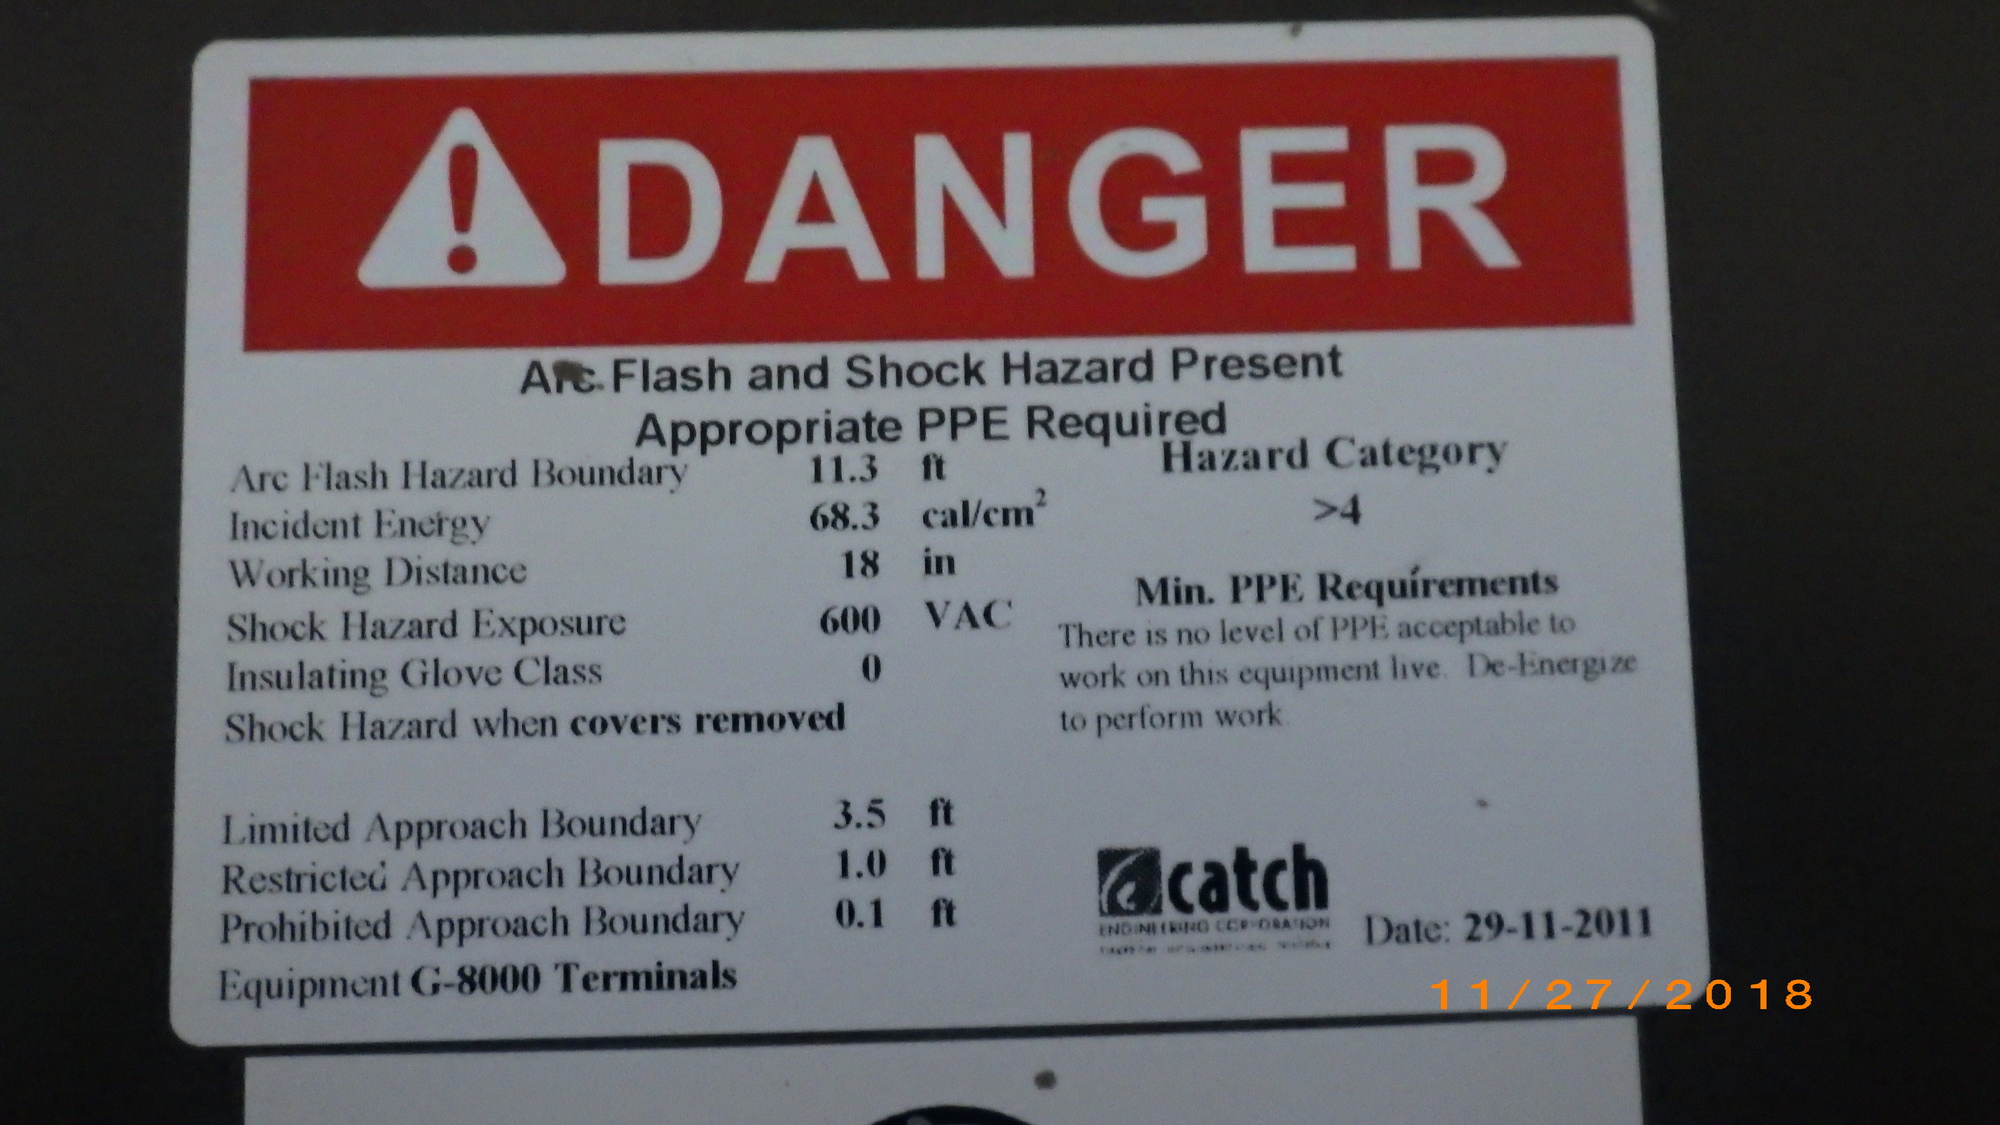 DANGER
Arc Flash and Shock Hazard Present
Appropriate PPE Required
Arc Flash Hazard Boundary 11.3 ft
Incident Energy 68.3 cal/cm²
Working Distance 18 in
Shock Hazard Exposure 600 VAC
Insulating Glove Class 0
Shock Hazard when covers removed
Limited Approach Boundary 3.5 ft
Restricted Approach Boundary 1.0 ft
Prohibited Approach Boundary 0.1 ft
Equipment G-8000 Terminals
Hazard Category
>4
Min. PPE Requirements
There is no level of PPE acceptable to
work on this equipment live. De-Energize
to perform work.
catch
ENGINEERING CORPORATION
Date: 29-11-2011
11/27/2018